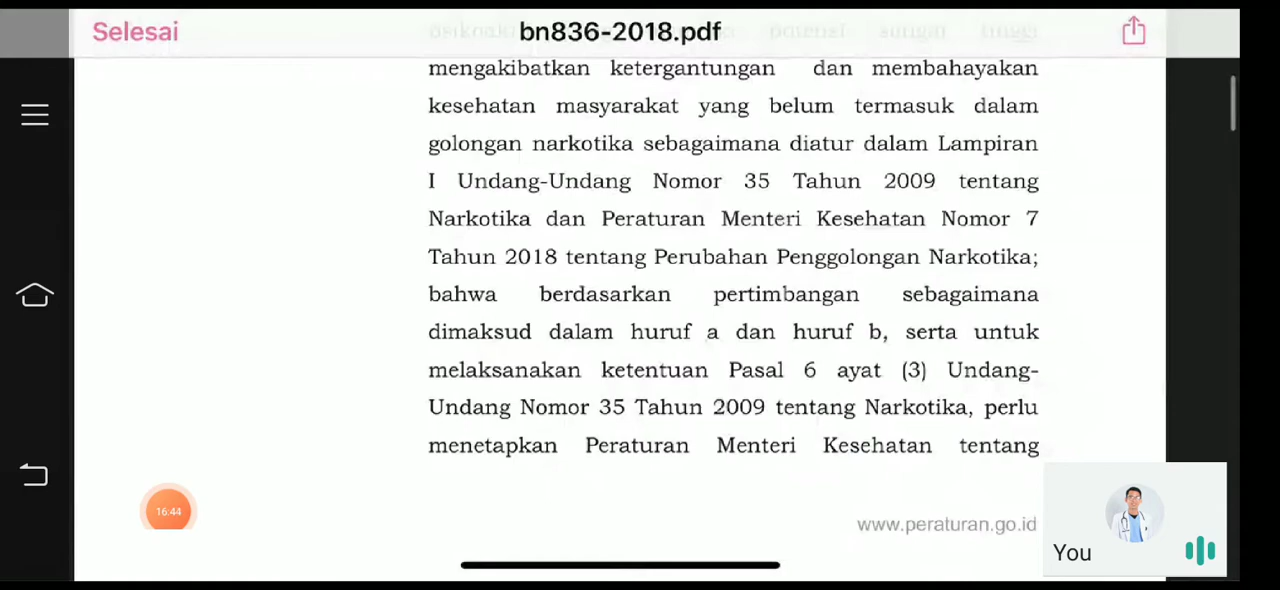 Selesai
bn836-2018.pdf
potensi sangat tinggi
mengakibatkan ketergantungan dan membahayakan
kesehatan masyarakat yang belum termasuk dalam
golongan narkotika sebagaimana diatur dalam Lampiran
I Undang-Undang Nomor 35 Tahun 2009 tentang
Narkotika dan Peraturan Menteri Kesehatan Nomor 7
Tahun 2018 tentang Perubahan Penggolongan Narkotika;
bahwa berdasarkan pertimbangan sebagaimana
dimaksud dalam huruf a dan huruf b, serta untuk
melaksanakan ketentuan Pasal 6 ayat (3) Undang-
Undang Nomor 35 Tahun 2009 tentang Narkotika, perlu
menetapkan Peraturan Menteri Kesehatan tentang
16:44
www.peraturan.go.id
You